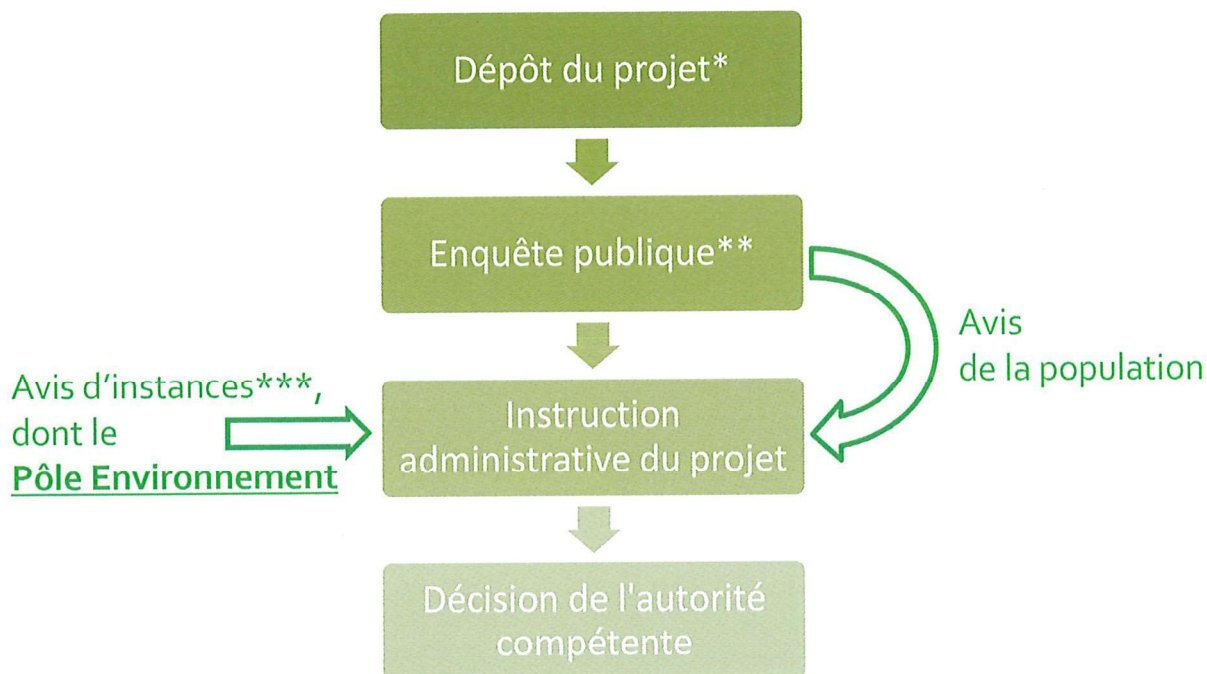 Dépôt du projet*
Enquête publique**
Avis
de la population
Avis d'instances***,
dont le
Pôle Environnement
Instruction
administrative du projet
Décision de l'autorité
compétente